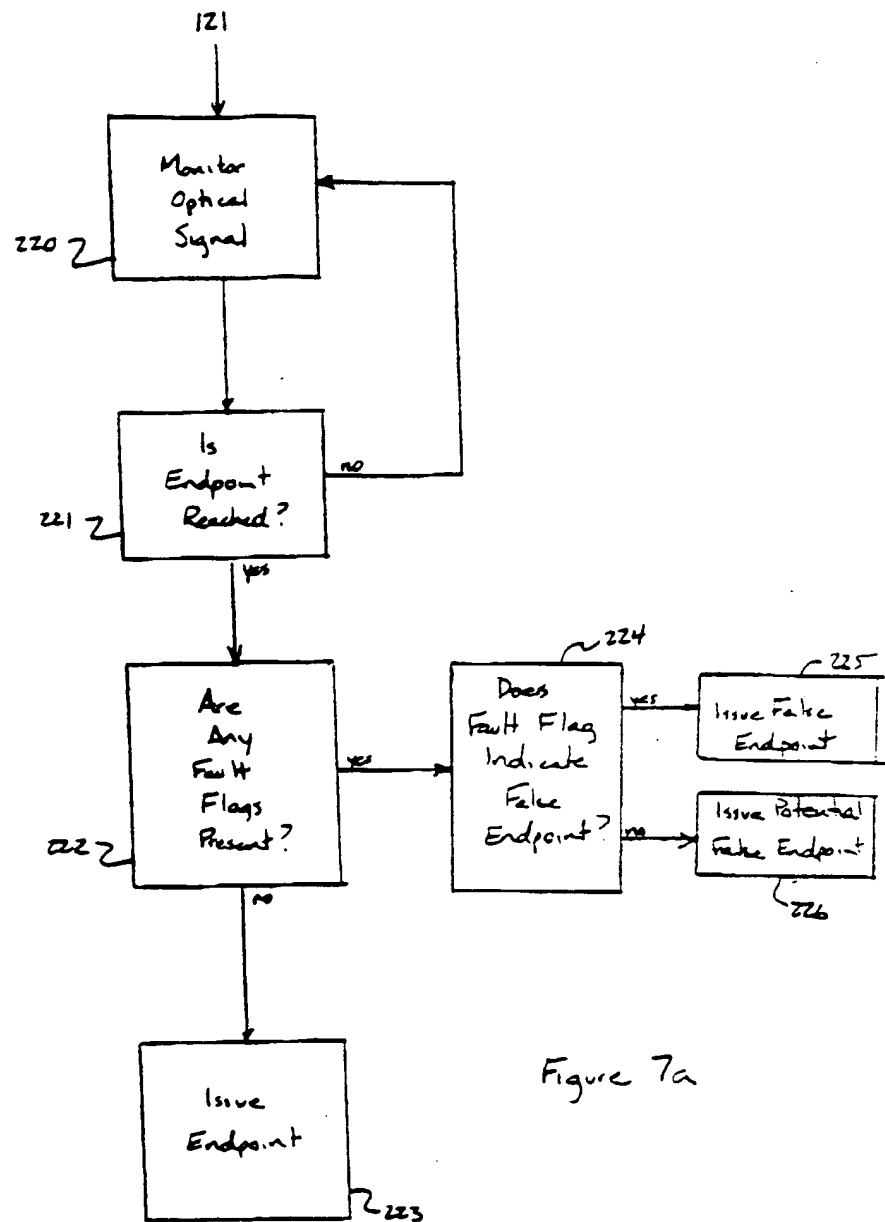 121
Monitor
Optical
Signal
220
Is
Endpoint
Reached?
no
221
yes
Are
Any
Fault
Flags
Present?
yes
222
no
224
Does
Fault Flag
Indicate
False
Endpoint?
yes
no
225
Issue False
Endpoint
Issue Potential
False Endpoint
226
Issue
Endpoint
223
Figure 7a